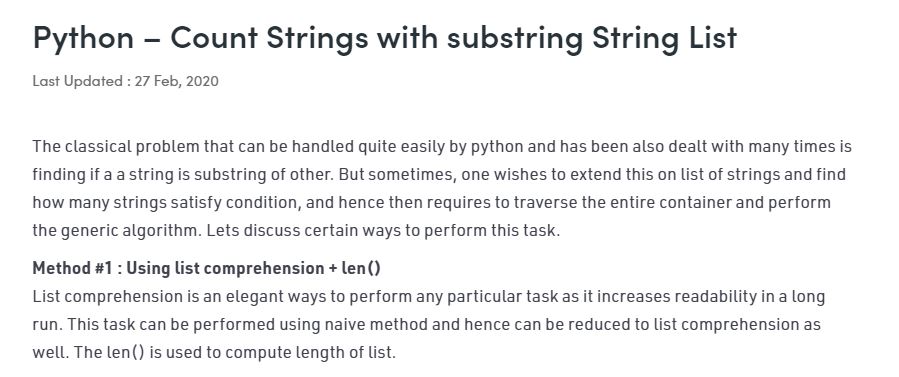 Python – Count Strings with substring String List
Last Updated : 27 Feb, 2020
The classical problem that can be handled quite easily by python and has been also dealt with many times is
finding if a a string is substring of other. But sometimes, one wishes to extend this on list of strings and find
how many strings satisfy condition, and hence then requires to traverse the entire container and perform
the generic algorithm. Lets discuss certain ways to perform this task.
Method #1 : Using list comprehension + len()
List comprehension is an elegant ways to perform any particular task as it increases readability in a long
run. This task can be performed using naive method and hence can be reduced to list comprehension as
well. The len() is used to compute length of list.